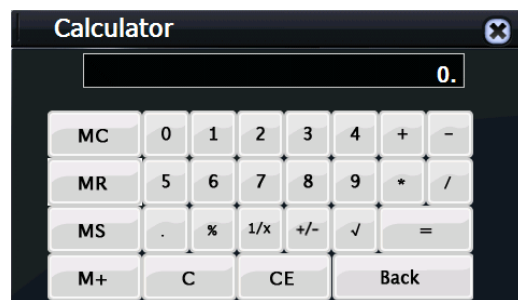 Calculator
0.
MC 0 1 2 3 4 + -
MR 5 6 7 8 9 * /
MS . % 1/x +/- √ =
M+ C CE Back